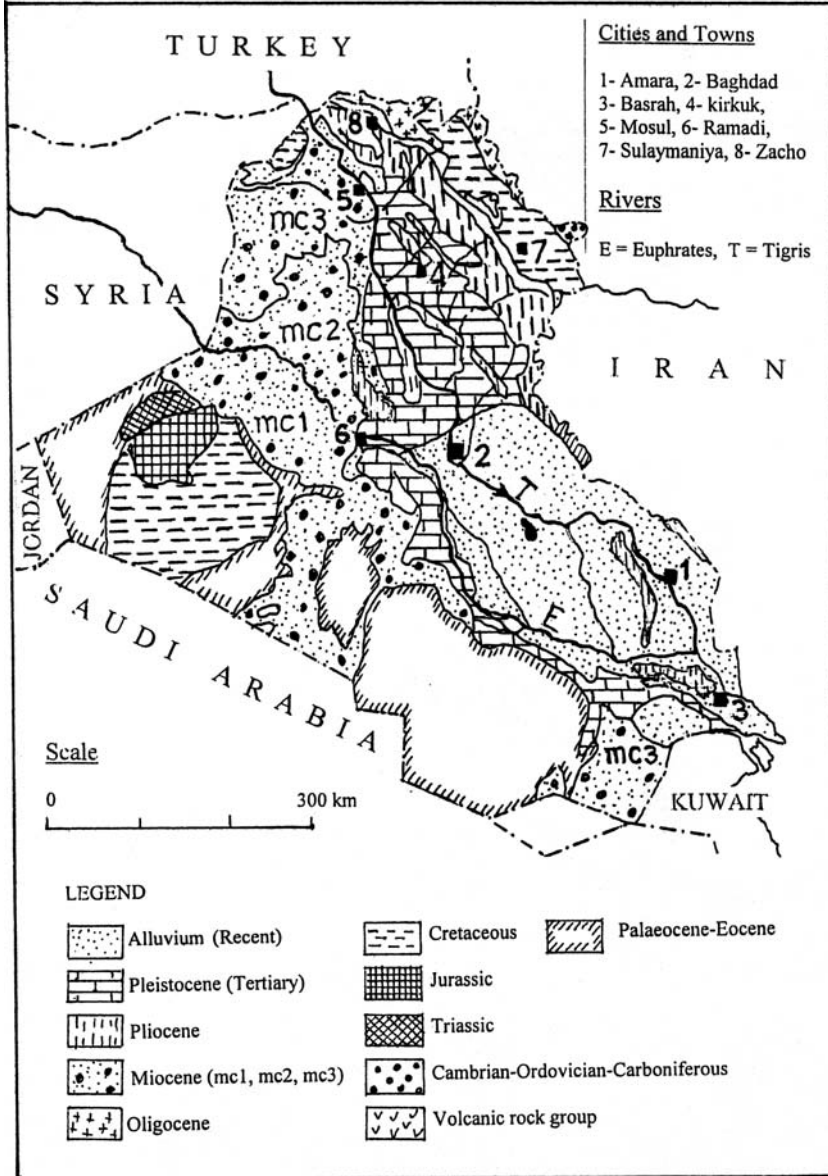 TURKEY
Cities and Towns
1- Amara, 2- Baghdad
3- Basrah, 4- kirkuk,
5- Mosul, 6- Ramadi,
7- Sulaymaniya, 8- Zacho
Rivers
E = Euphrates, T = Tigris
8
5
mc3
7
4
SYRIA
mc2
IRAN
mc1
6
2
T
JORDAN
1
E
SAUDI ARABIA
3
mc3
Scale
0 300 km
KUWAIT
LEGEND
Alluvium (Recent)
Cretaceous
Palaeocene-Eocene
Pleistocene (Tertiary)
Jurassic
Pliocene
Triassic
Miocene (mc1, mc2, mc3)
Cambrian-Ordovician-Carboniferous
Oligocene
Volcanic rock group